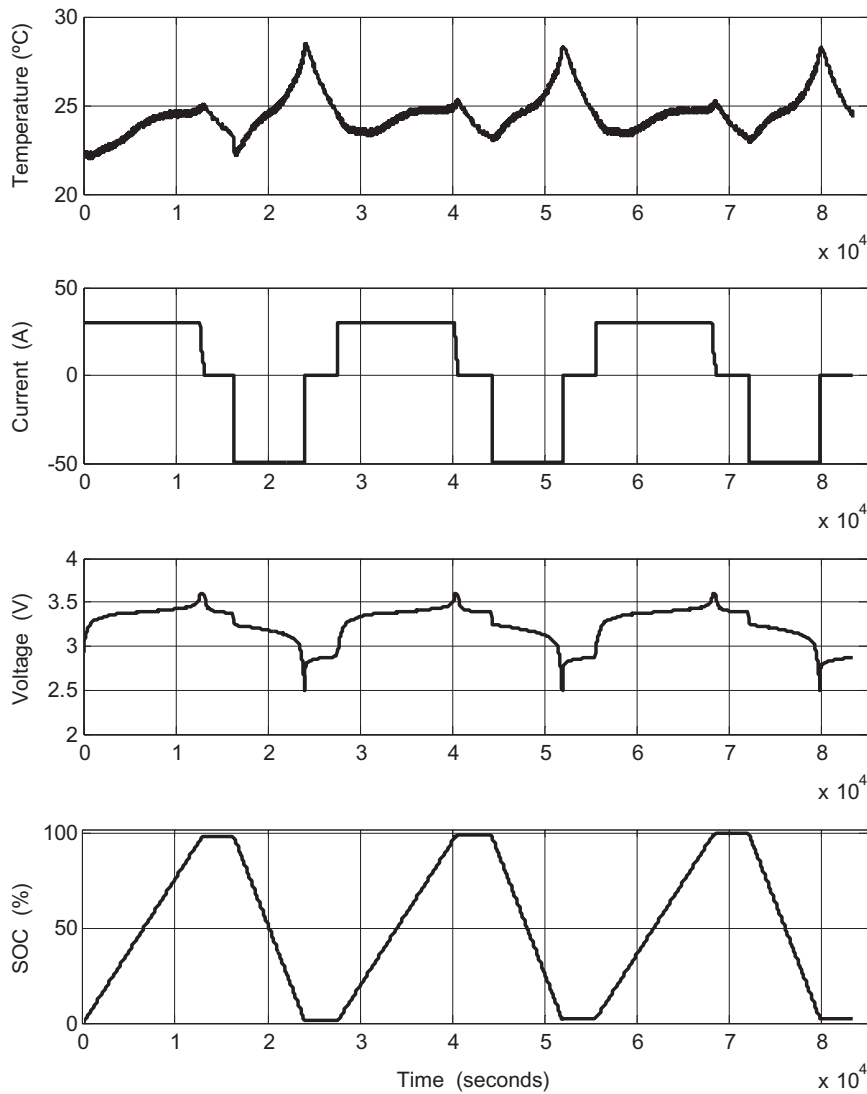 30
25
20
Temperature (ºC)
0 1 2 3 4 5 6 7 8
x 10^4
50
0
-50
Current (A)
0 1 2 3 4 5 6 7 8
x 10^4
4
3.5
3
2.5
2
Voltage (V)
0 1 2 3 4 5 6 7 8
x 10^4
100
50
0
SOC (%)
0 1 2 3 4 5 6 7 8
Time (seconds)
x 10^4